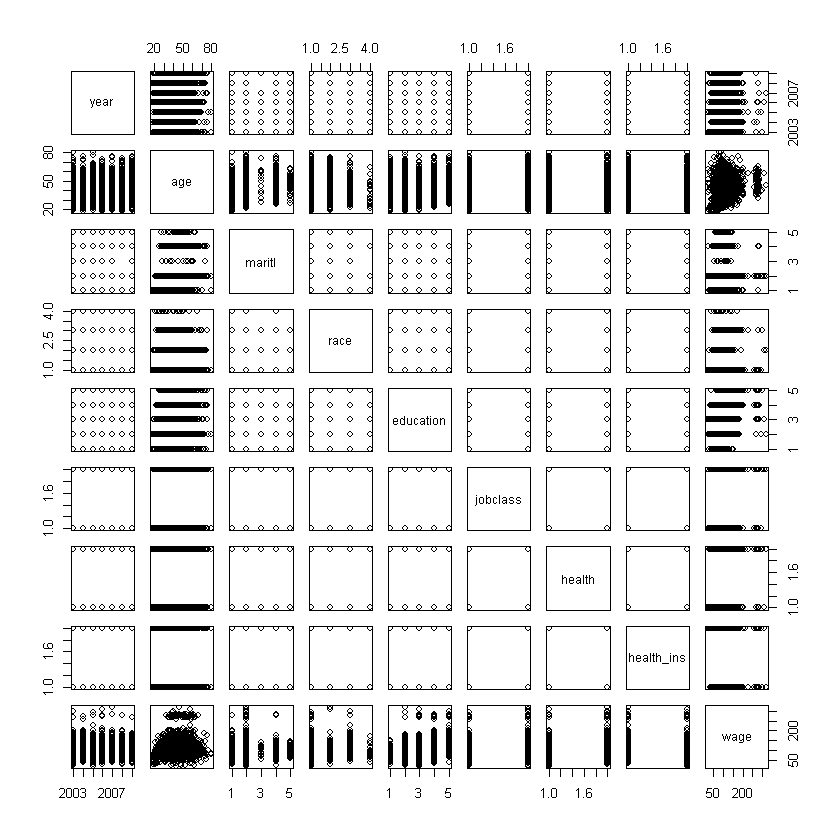 20 50 80 1.0 2.5 4.0 1.0 1.6 1.0 1.6
year 2003 2007
20 50 80 age
maritl 1 3 5
1.0 2.5 4.0 race
education 1 3 5
1.0 1.6 jobclass
health 1.0 1.6
1.0 1.6 health_ins
wage 50 200
2003 2007 1 3 5 1 3 5 1.0 1.6 50 200